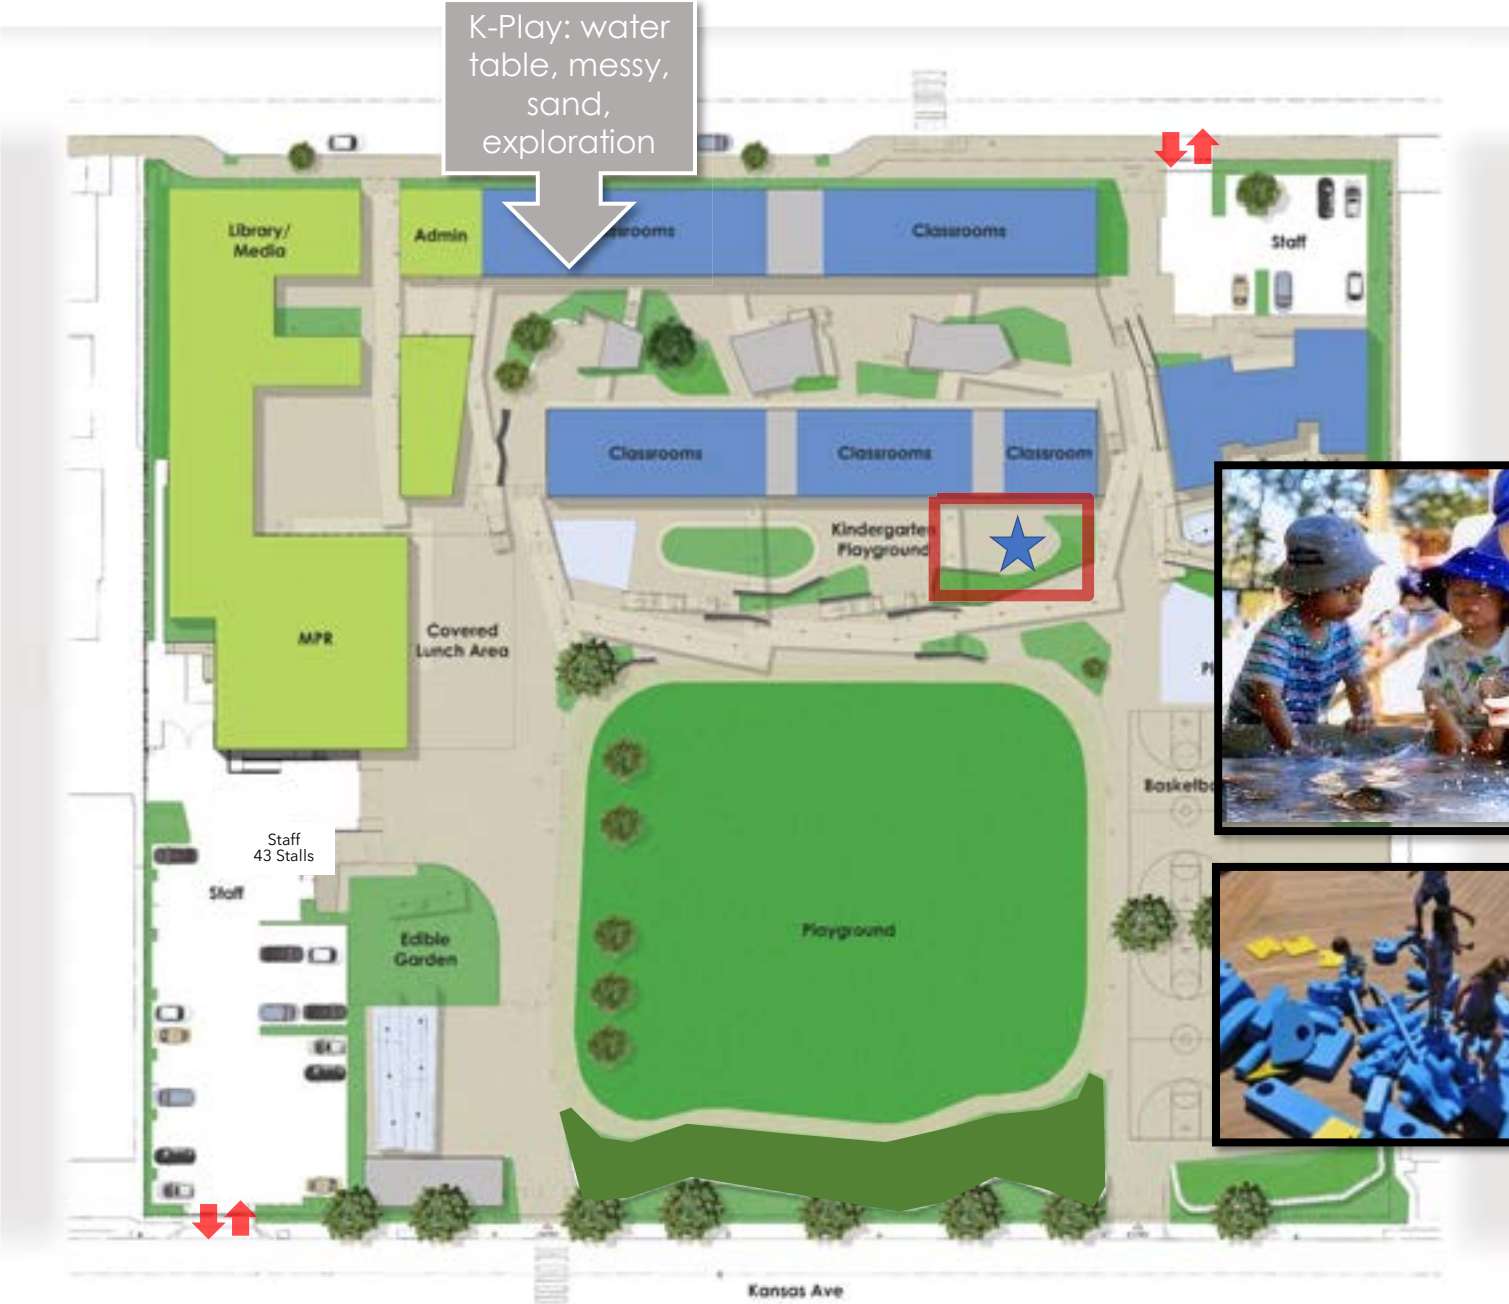 K-Play: water
table, messy,
sand,
exploration
Library/
Media
Admin
Classrooms
Staff
Classrooms
Classrooms
Classroom
Kindergarten
Playground
MPR
Covered
Lunch Area
Basketb
Staff
43 Stalls
Staff
Edible
Garden
Playground
Kansas Ave